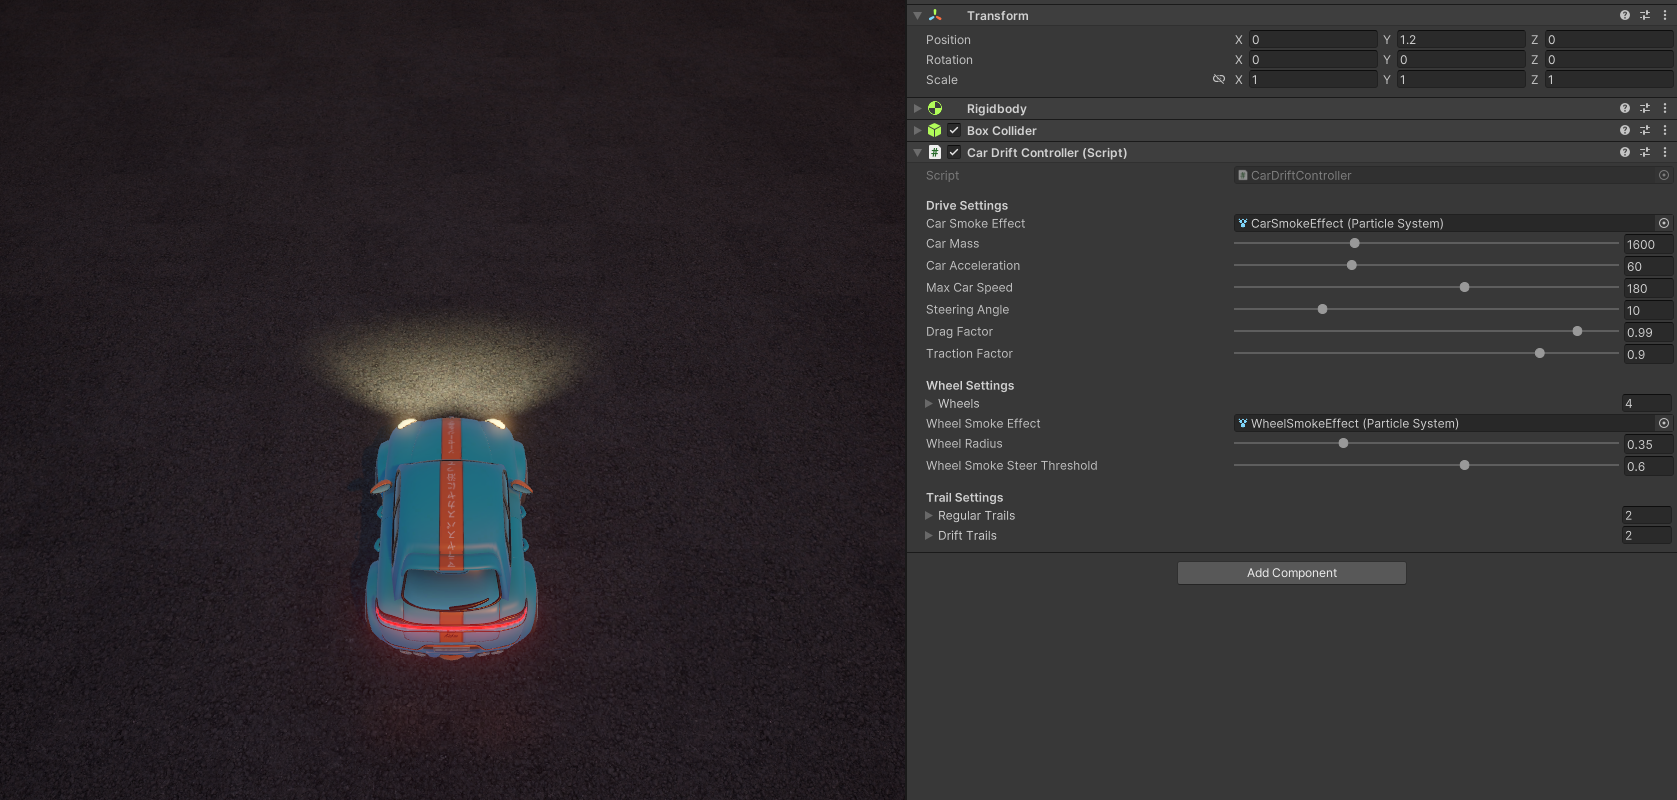 Transform
Position X 0 Y 1.2 Z 0
Rotation X 0 Y 0 Z 0
Scale X 1 Y 1 Z 1
Rigidbody
Box Collider
# Car Drift Controller (Script)
Script CarDriftController
Drive Settings
Car Smoke Effect CarSmokeEffect (Particle System)
Car Mass 1600
Car Acceleration 60
Max Car Speed 180
Steering Angle 10
Drag Factor 0.99
Traction Factor 0.9
Wheel Settings
Wheels 4
Wheel Smoke Effect WheelSmokeEffect (Particle System)
Wheel Radius 0.35
Wheel Smoke Steer Threshold 0.6
Trail Settings
Regular Trails 2
Drift Trails 2
Add Component